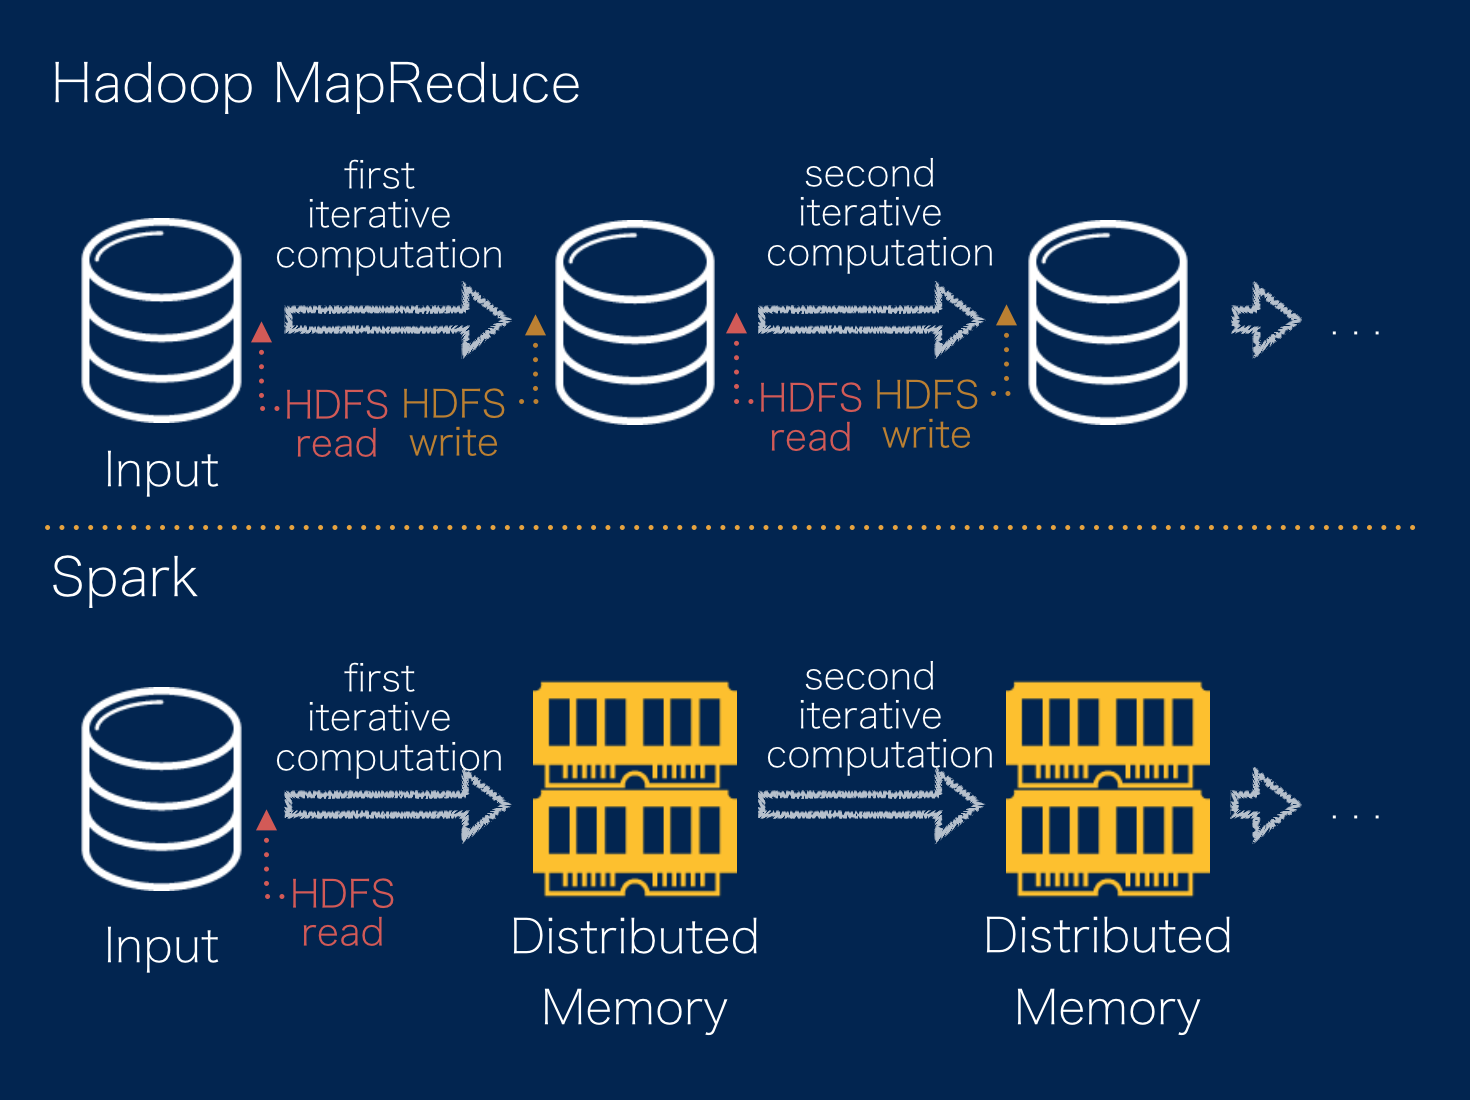 Hadoop MapReduce
first
iterative
computation
second
iterative
computation
HDFS
read
HDFS
write
HDFS
read
HDFS
write
. . .
Input
Spark
first
iterative
computation
second
iterative
computation
. . .
HDFS
read
Input
Distributed
Memory
Distributed
Memory